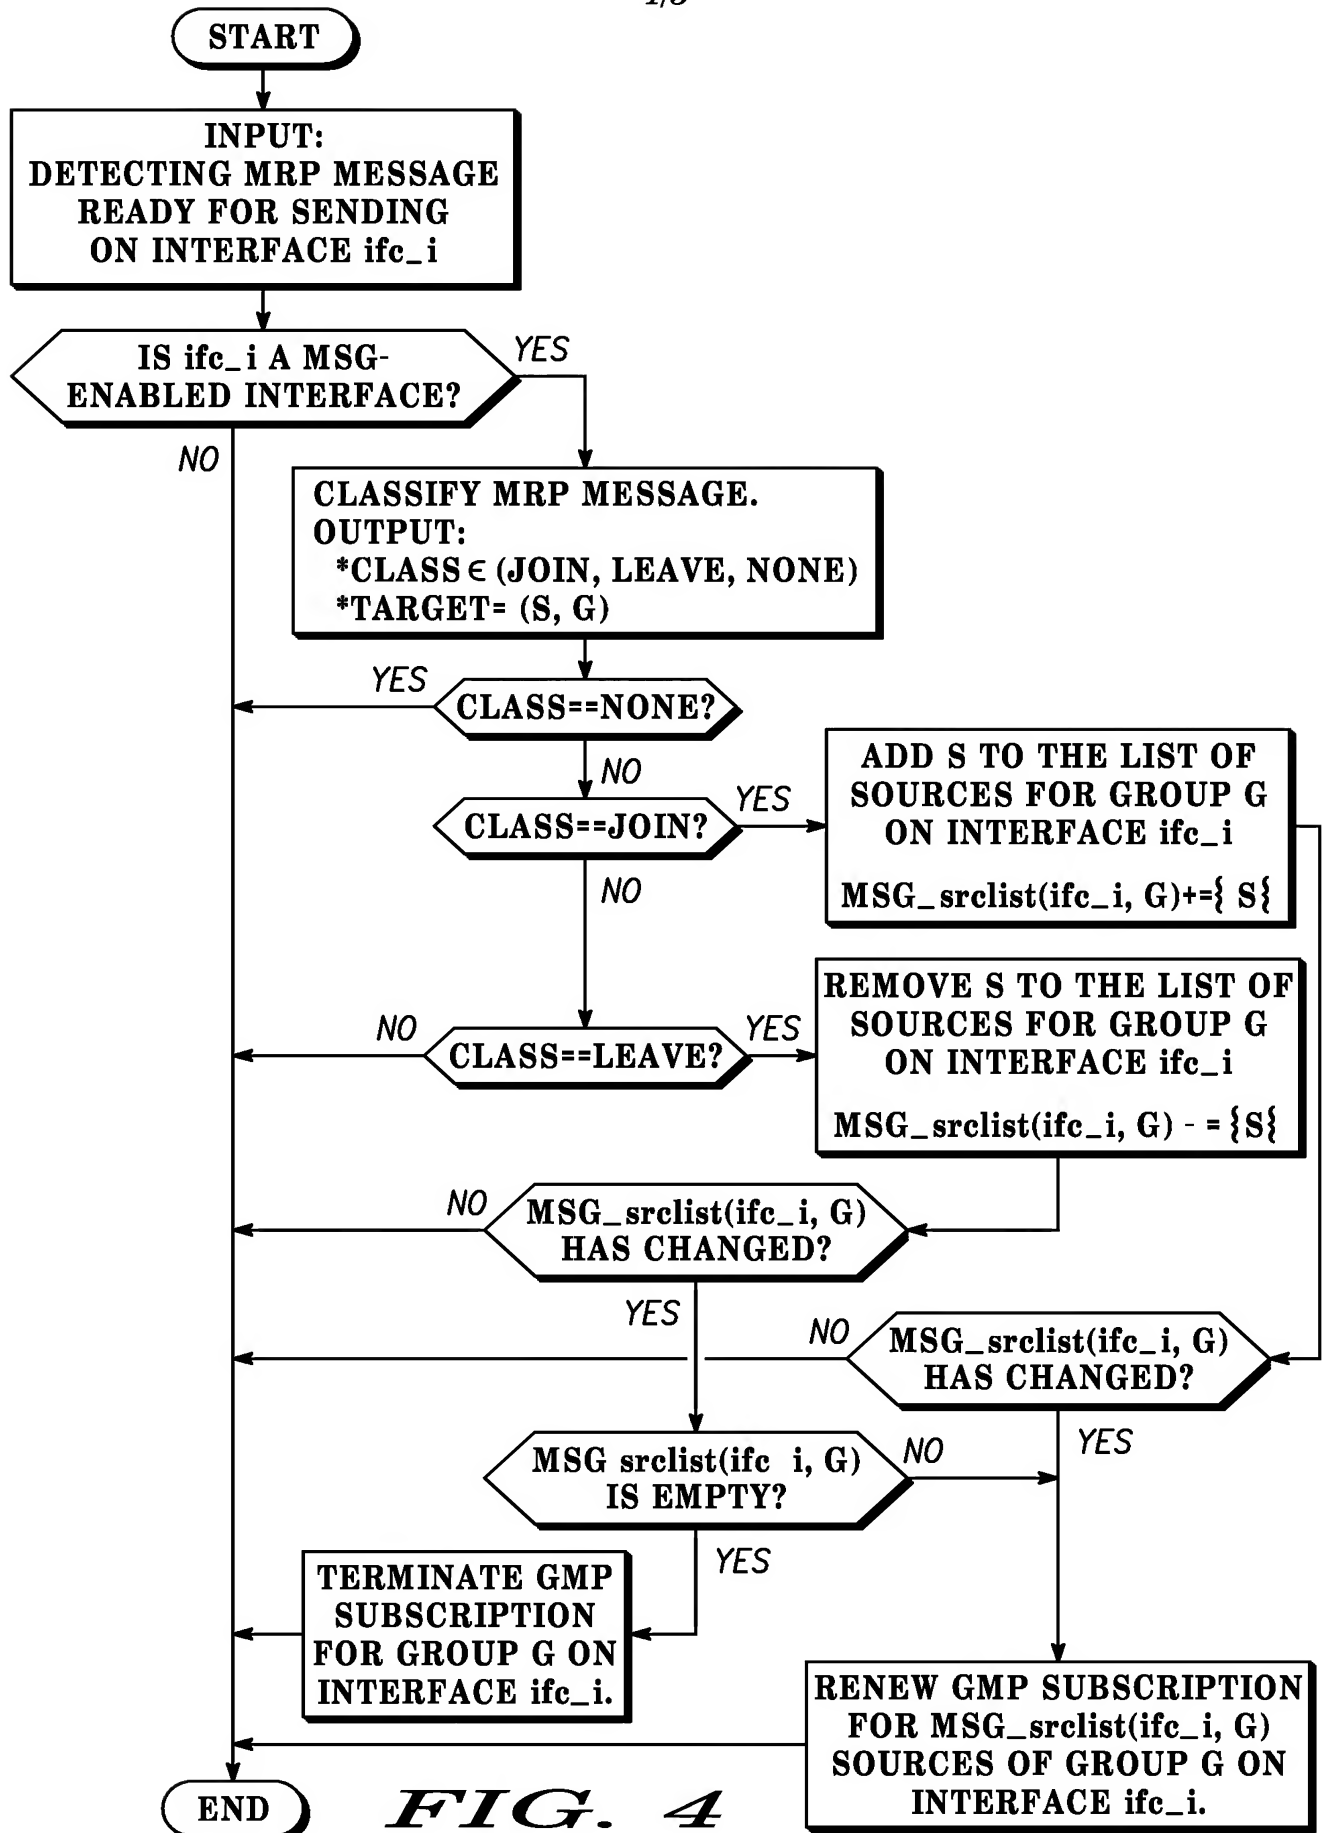 START
INPUT:
DETECTING MRP MESSAGE
READY FOR SENDING
ON INTERFACE ifc_i
IS ifc_i A MSG-
ENABLED INTERFACE?
YES
NO
CLASSIFY MRP MESSAGE.
OUTPUT:
*CLASS ∈ (JOIN, LEAVE, NONE)
*TARGET= (S, G)
YES
CLASS==NONE?
NO
CLASS==JOIN?
YES
NO
ADD S TO THE LIST OF
SOURCES FOR GROUP G
ON INTERFACE ifc_i
MSG_srclist(ifc_i, G)+={ S{
NO
CLASS==LEAVE?
YES
REMOVE S TO THE LIST OF
SOURCES FOR GROUP G
ON INTERFACE ifc_i
MSG_srclist(ifc_i, G) - = {S{
NO
MSG_srclist(ifc_i, G)
HAS CHANGED?
YES
NO
MSG_srclist(ifc_i, G)
HAS CHANGED?
YES
MSG srclist(ifc i, G)
IS EMPTY?
NO
YES
TERMINATE GMP
SUBSCRIPTION
FOR GROUP G ON
INTERFACE ifc_i.
RENEW GMP SUBSCRIPTION
FOR MSG_srclist(ifc_i, G)
SOURCES OF GROUP G ON
INTERFACE ifc_i.
END
FIG. 4